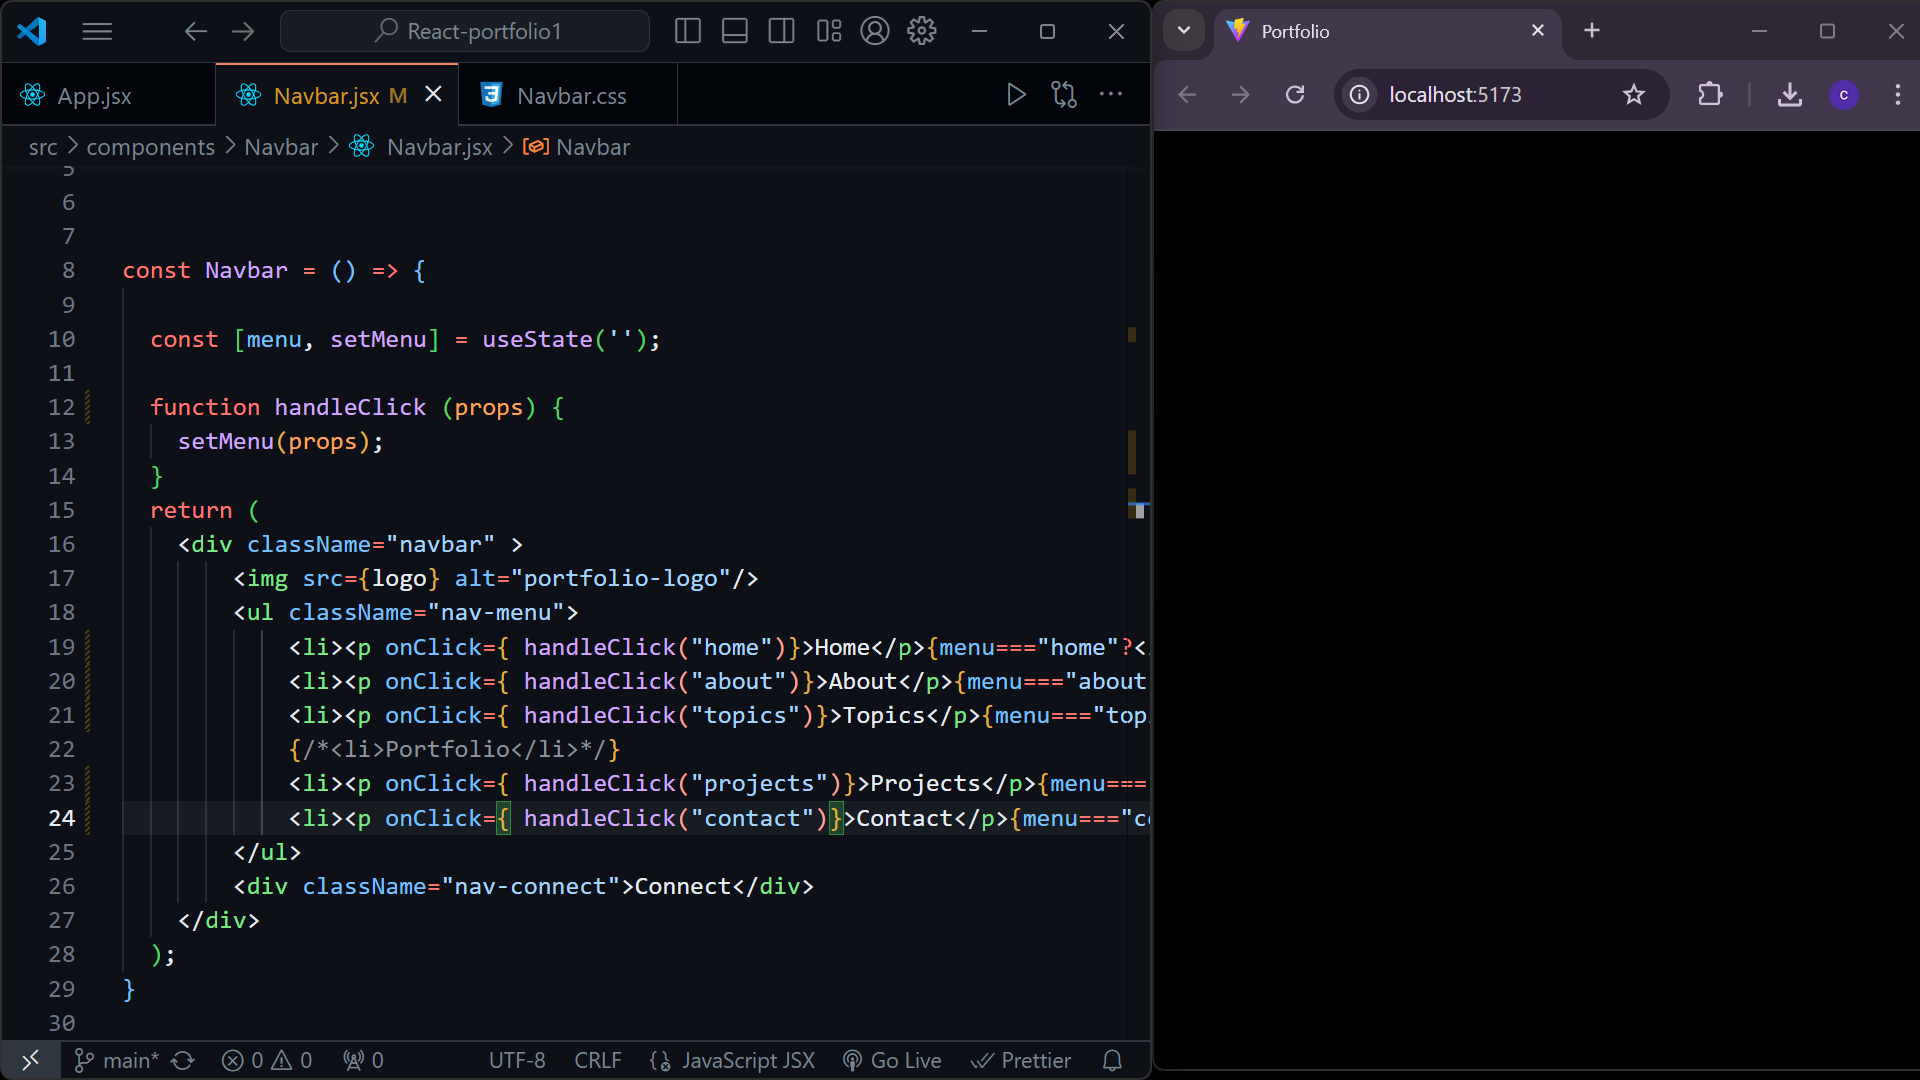 React-portfolio1
App.jsx
Navbar.jsx M
Navbar.css
src > components > Navbar > Navbar.jsx > Navbar
5
6
7
8 const Navbar = () => {
9
10 const [menu, setMenu] = useState('');
11
12 function handleClick (props) {
13 setMenu(props);
14 }
15 return (
16 <div className="navbar" >
17 <img src={logo} alt="portfolio-logo"/>
18 <ul className="nav-menu">
19 <li><p onClick={ handleClick("home")}>Home</p>{menu==="home"?<
20 <li><p onClick={ handleClick("about")}>About</p>{menu==="about
21 <li><p onClick={ handleClick("topics")}>Topics</p>{menu==="top
22 {/*<li>Portfolio</li>*/}
23 <li><p onClick={ handleClick("projects")}>Projects</p>{menu===
24 <li><p onClick={ handleClick("contact")}>Contact</p>{menu==="c
25 </ul>
26 <div className="nav-connect">Connect</div>
27 </div>
28 );
29 }
30
main* 0 0 0 UTF-8 CRLF JavaScript JSX Go Live Prettier
Portfolio
localhost:5173
c